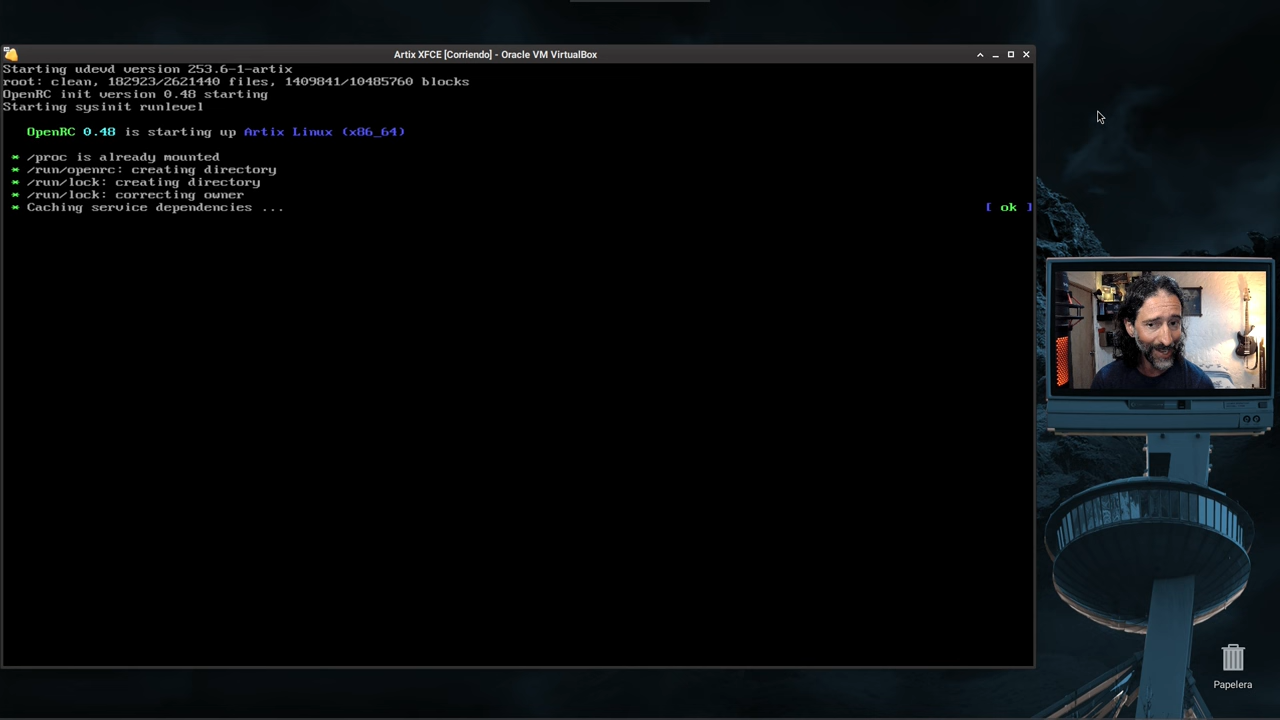 Artix XFCE [Corriendo] - Oracle VM VirtualBox
Starting udevd version 253.6-1-artix
root: clean, 182923/2621440 files, 1409841/10485760 blocks
OpenRC init version 0.48 starting
Starting sysinit runlevel
OpenRC 0.48 is starting up Artix Linux (x86_64)
* /proc is already mounted
* /run/openrc: creating directory
* /run/lock: creating directory
* /run/lock: correcting owner
* Caching service dependencies ... [ ok ]
Papelera